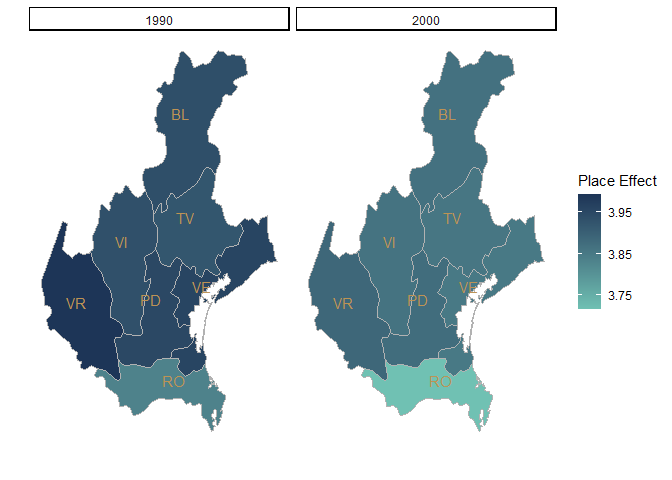 1990 2000
BL BL
Place Effect
TV TV
3.95
VI VI
3.85
VE VE
VR PD VR PD
3.75
RO RO